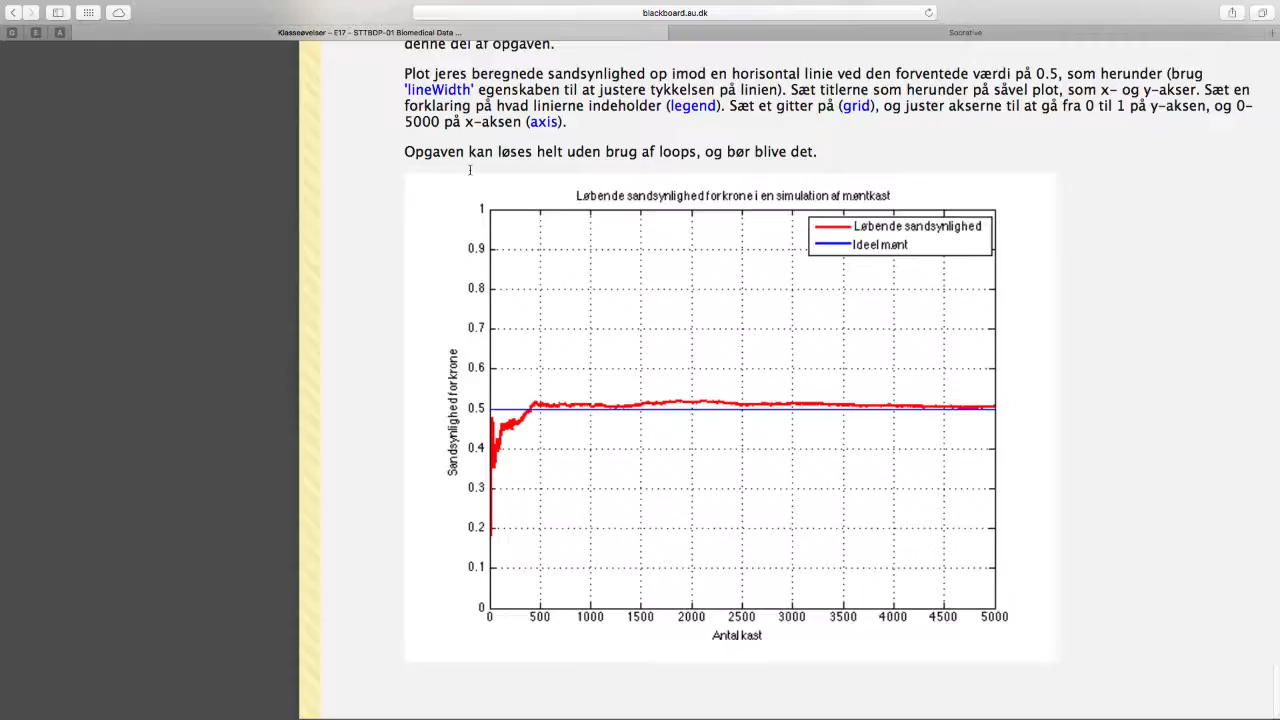 blackboard.au.dk
G E A
Klasseøvelser – E17 – STTBDP-01 Biomedical Data ...
Socrative
denne del af opgaven.
Plot jeres beregnede sandsynlighed op imod en horisontal linie ved den forventede værdi på 0.5, som herunder (brug
'lineWidth' egenskaben til at justere tykkelsen på linien). Sæt titlerne som herunder på såvel plot, som x- og y-akser. Sæt en
forklaring på hvad linierne indeholder (legend). Sæt et gitter på (grid), og juster akserne til at gå fra 0 til 1 på y-aksen, og 0-
5000 på x-aksen (axis).
Opgaven kan løses helt uden brug af loops, og bør blive det.
Løbende sandsynlighed for krone i en simulation af møntkast
Løbende sandsynlighed
Ideel mønt
1
0.9
0.8
0.7
0.6
0.5
0.4
0.3
0.2
0.1
0
Sandsynlighed for krone
0 500 1000 1500 2000 2500 3000 3500 4000 4500 5000
Antal kast